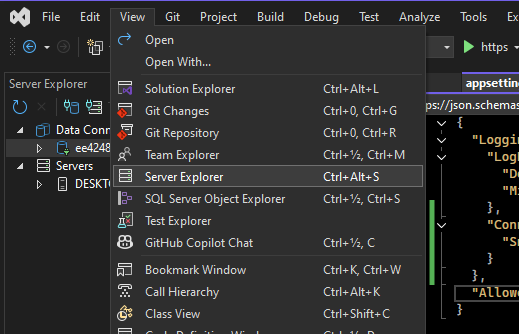 File Edit View Git Project Build Debug Test Analyze Tools
https
Server Explorer
Data Conn
ee4248
Servers
DESKT
Open
Open With...
Solution Explorer Ctrl+Alt+L
Git Changes Ctrl+0, Ctrl+G
Git Repository Ctrl+0, Ctrl+R
Team Explorer Ctrl+½, Ctrl+M
Server Explorer Ctrl+Alt+S
SQL Server Object Explorer Ctrl+½, Ctrl+S
Test Explorer
GitHub Copilot Chat Ctrl+½, C
Bookmark Window Ctrl+K, Ctrl+W
Call Hierarchy Ctrl+Alt+K
Class View Ctrl+Shift+C
appsetting
ps://json.schemas
{
"Loggin
"Logl
"De
"Mi
},
"Conn
"Sn
}
},
"Allowe
}